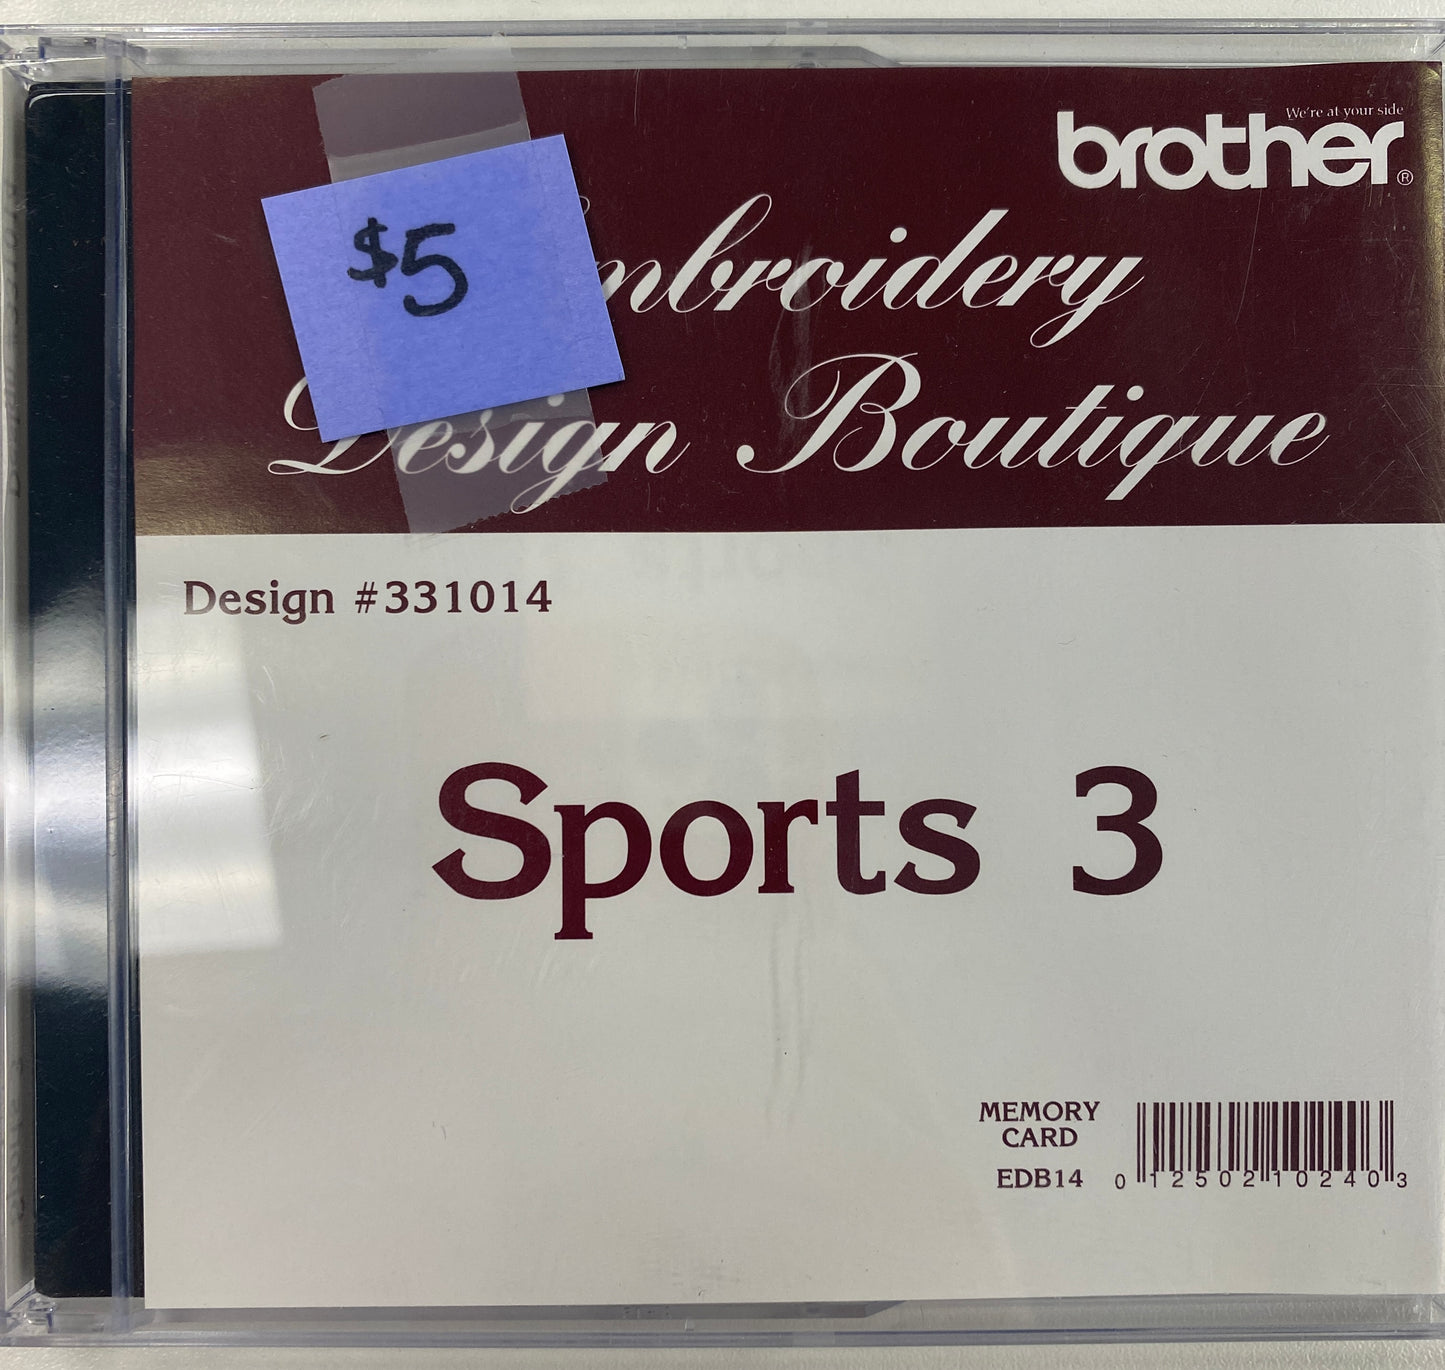 We're at your side
brother®
$5
mbroidery
Design Boutique
Design #331014
Sports 3
MEMORY
CARD
EDB14
0 12502 10240 3